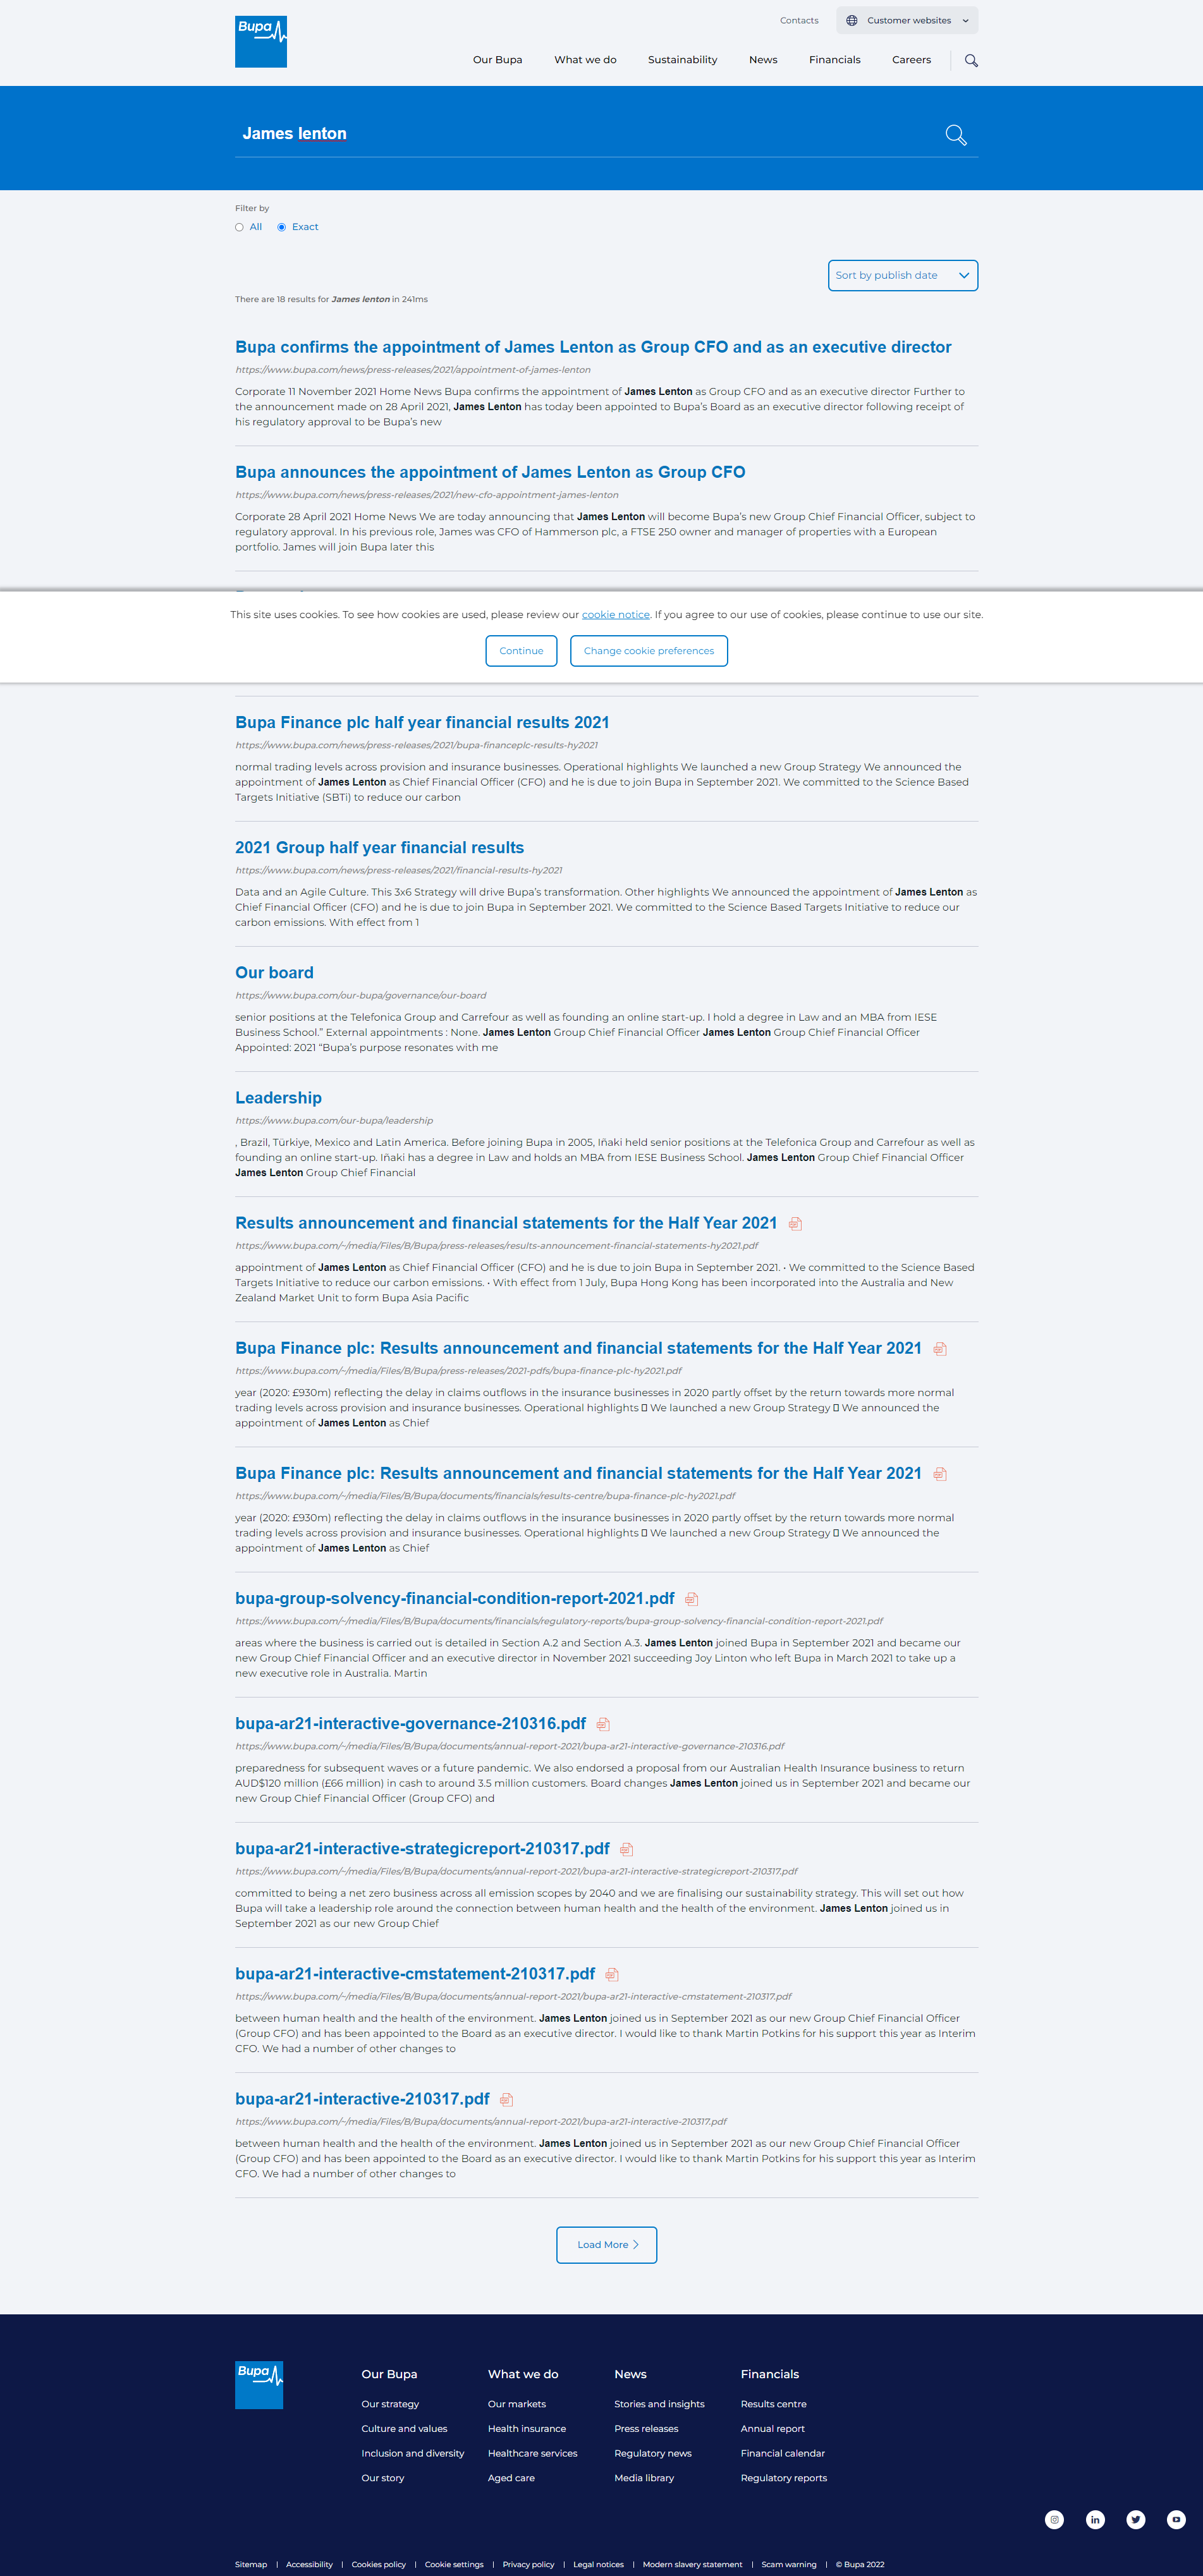 Bupa
Contacts
Customer websites
Our Bupa
What we do
Sustainability
News
Financials
Careers
James lenton
Filter by
All
Exact
Sort by publish date
There are 18 results for James lenton in 241ms
Bupa confirms the appointment of James Lenton as Group CFO and as an executive director
https://www.bupa.com/news/press-releases/2021/appointment-of-james-lenton
Corporate 11 November 2021 Home News Bupa confirms the appointment of James Lenton as Group CFO and as an executive director Further to
the announcement made on 28 April 2021, James Lenton has today been appointed to Bupa's Board as an executive director following receipt of
his regulatory approval to be Bupa's new
Bupa announces the appointment of James Lenton as Group CFO
https://www.bupa.com/news/press-releases/2021/new-cfo-appointment-james-lenton
Corporate 28 April 2021 Home News We are today announcing that James Lenton will become Bupa's new Group Chief Financial Officer, subject to
regulatory approval. In his previous role, James was CFO of Hammerson plc, a FTSE 250 owner and manager of properties with a European
portfolio. James will join Bupa later this
This site uses cookies. To see how cookies are used, please review our cookie notice. If you agree to our use of cookies, please continue to use our site.
Continue
Change cookie preferences
Bupa Finance plc half year financial results 2021
https://www.bupa.com/news/press-releases/2021/bupa-financeplc-results-hy2021
normal trading levels across provision and insurance businesses. Operational highlights We launched a new Group Strategy We announced the
appointment of James Lenton as Chief Financial Officer (CFO) and he is due to join Bupa in September 2021. We committed to the Science Based
Targets Initiative (SBTi) to reduce our carbon
2021 Group half year financial results
https://www.bupa.com/news/press-releases/2021/financial-results-hy2021
Data and an Agile Culture. This 3x6 Strategy will drive Bupa's transformation. Other highlights We announced the appointment of James Lenton as
Chief Financial Officer (CFO) and he is due to join Bupa in September 2021. We committed to the Science Based Targets Initiative to reduce our
carbon emissions. With effect from 1
Our board
https://www.bupa.com/our-bupa/governance/our-board
senior positions at the Telefonica Group and Carrefour as well as founding an online start-up. I hold a degree in Law and an MBA from IESE
Business School.” External appointments : None. James Lenton Group Chief Financial Officer James Lenton Group Chief Financial Officer
Appointed: 2021 “Bupa's purpose resonates with me
Leadership
https://www.bupa.com/our-bupa/leadership
, Brazil, Türkiye, Mexico and Latin America. Before joining Bupa in 2005, Iñaki held senior positions at the Telefonica Group and Carrefour as well as
founding an online start-up. Iñaki has a degree in Law and holds an MBA from IESE Business School. James Lenton Group Chief Financial Officer
James Lenton Group Chief Financial
Results announcement and financial statements for the Half Year 2021
https://www.bupa.com/~/media/Files/B/Bupa/press-releases/results-announcement-financial-statements-hy2021.pdf
appointment of James Lenton as Chief Financial Officer (CFO) and he is due to join Bupa in September 2021. • We committed to the Science Based
Targets Initiative to reduce our carbon emissions. • With effect from 1 July, Bupa Hong Kong has been incorporated into the Australia and New
Zealand Market Unit to form Bupa Asia Pacific
Bupa Finance plc: Results announcement and financial statements for the Half Year 2021
https://www.bupa.com/~/media/Files/B/Bupa/press-releases/2021-pdfs/bupa-finance-plc-hy2021.pdf
year (2020: £930m) reflecting the delay in claims outflows in the insurance businesses in 2020 partly offset by the return towards more normal
trading levels across provision and insurance businesses. Operational highlights We launched a new Group Strategy We announced the
appointment of James Lenton as Chief
Bupa Finance plc: Results announcement and financial statements for the Half Year 2021
https://www.bupa.com/~/media/Files/B/Bupa/documents/financials/results-centre/bupa-finance-plc-hy2021.pdf
year (2020: £930m) reflecting the delay in claims outflows in the insurance businesses in 2020 partly offset by the return towards more normal
trading levels across provision and insurance businesses. Operational highlights We launched a new Group Strategy We announced the
appointment of James Lenton as Chief
bupa-group-solvency-financial-condition-report-2021.pdf
https://www.bupa.com/~/media/Files/B/Bupa/documents/financials/regulatory-reports/bupa-group-solvency-financial-condition-report-2021.pdf
areas where the business is carried out is detailed in Section A.2 and Section A.3. James Lenton joined Bupa in September 2021 and became our
new Group Chief Financial Officer and an executive director in November 2021 succeeding Joy Linton who left Bupa in March 2021 to take up a
new executive role in Australia. Martin
bupa-ar21-interactive-governance-210316.pdf
https://www.bupa.com/~/media/Files/B/Bupa/documents/annual-report-2021/bupa-ar21-interactive-governance-210316.pdf
preparedness for subsequent waves or a future pandemic. We also endorsed a proposal from our Australian Health Insurance business to return
AUD$120 million (£66 million) in cash to around 3.5 million customers. Board changes James Lenton joined us in September 2021 and became our
new Group Chief Financial Officer (Group CFO) and
bupa-ar21-interactive-strategicreport-210317.pdf
https://www.bupa.com/~/media/Files/B/Bupa/documents/annual-report-2021/bupa-ar21-interactive-strategicreport-210317.pdf
committed to being a net zero business across all emission scopes by 2040 and we are finalising our sustainability strategy. This will set out how
Bupa will take a leadership role around the connection between human health and the health of the environment. James Lenton joined us in
September 2021 as our new Group Chief
bupa-ar21-interactive-cmstatement-210317.pdf
https://www.bupa.com/~/media/Files/B/Bupa/documents/annual-report-2021/bupa-ar21-interactive-cmstatement-210317.pdf
between human health and the health of the environment. James Lenton joined us in September 2021 as our new Group Chief Financial Officer
(Group CFO) and has been appointed to the Board as an executive director. I would like to thank Martin Potkins for his support this year as Interim
CFO. We had a number of other changes to
bupa-ar21-interactive-210317.pdf
https://www.bupa.com/~/media/Files/B/Bupa/documents/annual-report-2021/bupa-ar21-interactive-210317.pdf
between human health and the health of the environment. James Lenton joined us in September 2021 as our new Group Chief Financial Officer
(Group CFO) and has been appointed to the Board as an executive director. I would like to thank Martin Potkins for his support this year as Interim
CFO. We had a number of other changes to
Load More
Bupa
Our Bupa
Our strategy
Culture and values
Inclusion and diversity
Our story
What we do
Our markets
Health insurance
Healthcare services
Aged care
News
Stories and insights
Press releases
Regulatory news
Media library
Financials
Results centre
Annual report
Financial calendar
Regulatory reports
Sitemap | Accessibility | Cookies policy | Cookie settings | Privacy policy | Legal notices | Modern slavery statement | Scam warning | © Bupa 2022